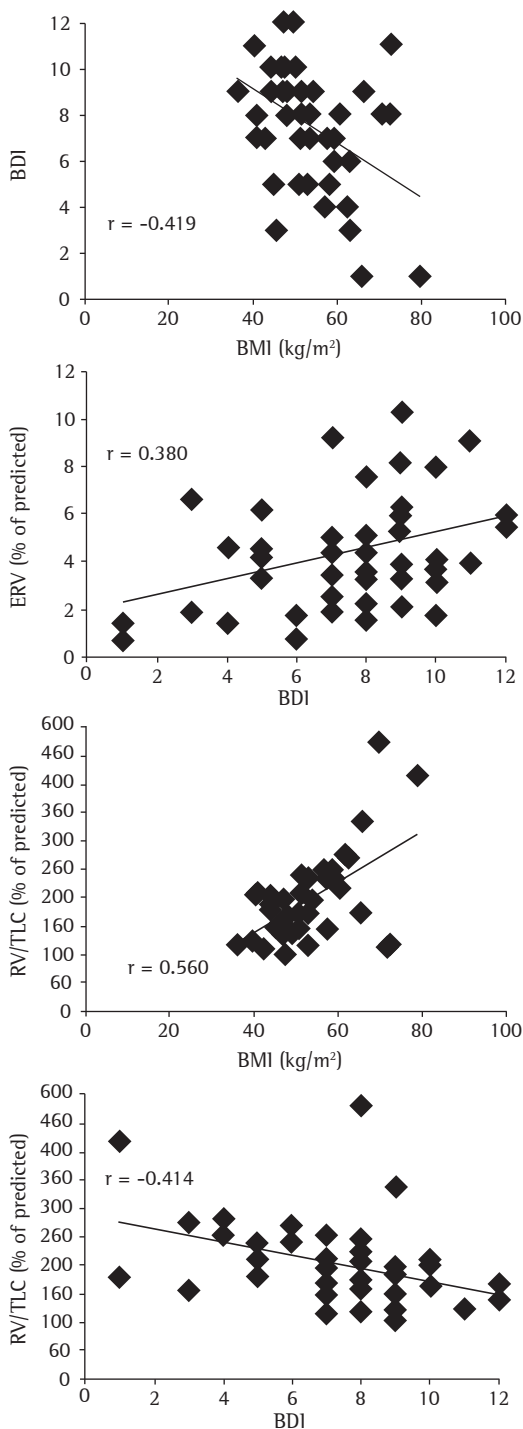 12
10
8
6
4
2
0
BDI
r = -0.419
0 20 40 60 80 100
BMI (kg/m²)
12
10
8
6
4
2
0
ERV (% of predicted)
r = 0.380
0 2 4 6 8 10 12
BDI
600
460
400
360
300
260
200
160
100
60
0
RV/TLC (% of predicted)
r = 0.560
0 20 40 60 80 100
BMI (kg/m²)
600
460
400
360
300
260
200
160
100
60
0
RV/TLC (% of predicted)
r = -0.414
0 2 4 6 8 10 12
BDI